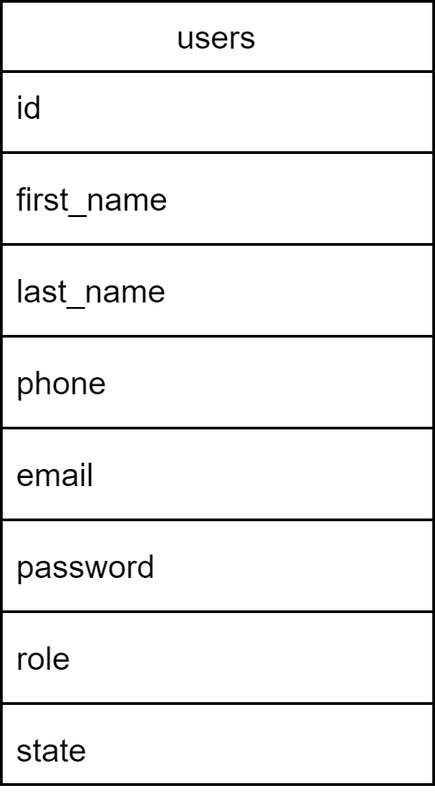 users
id
first_name
last_name
phone
email
password
role
state